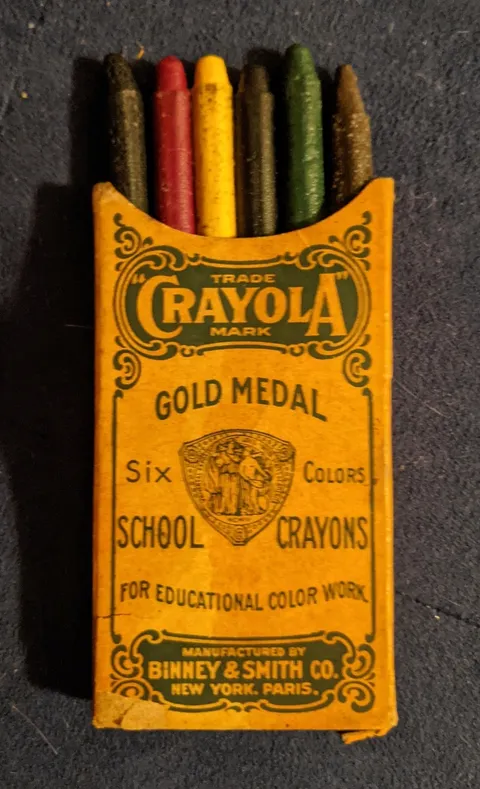 TRADE
"CRAYOLA"
MARK
GOLD MEDAL
SIX COLORS
SCHOOL CRAYONS
FOR EDUCATIONAL COLOR WORK
MANUFACTURED BY
BINNEY & SMITH CO.
NEW YORK. PARIS.